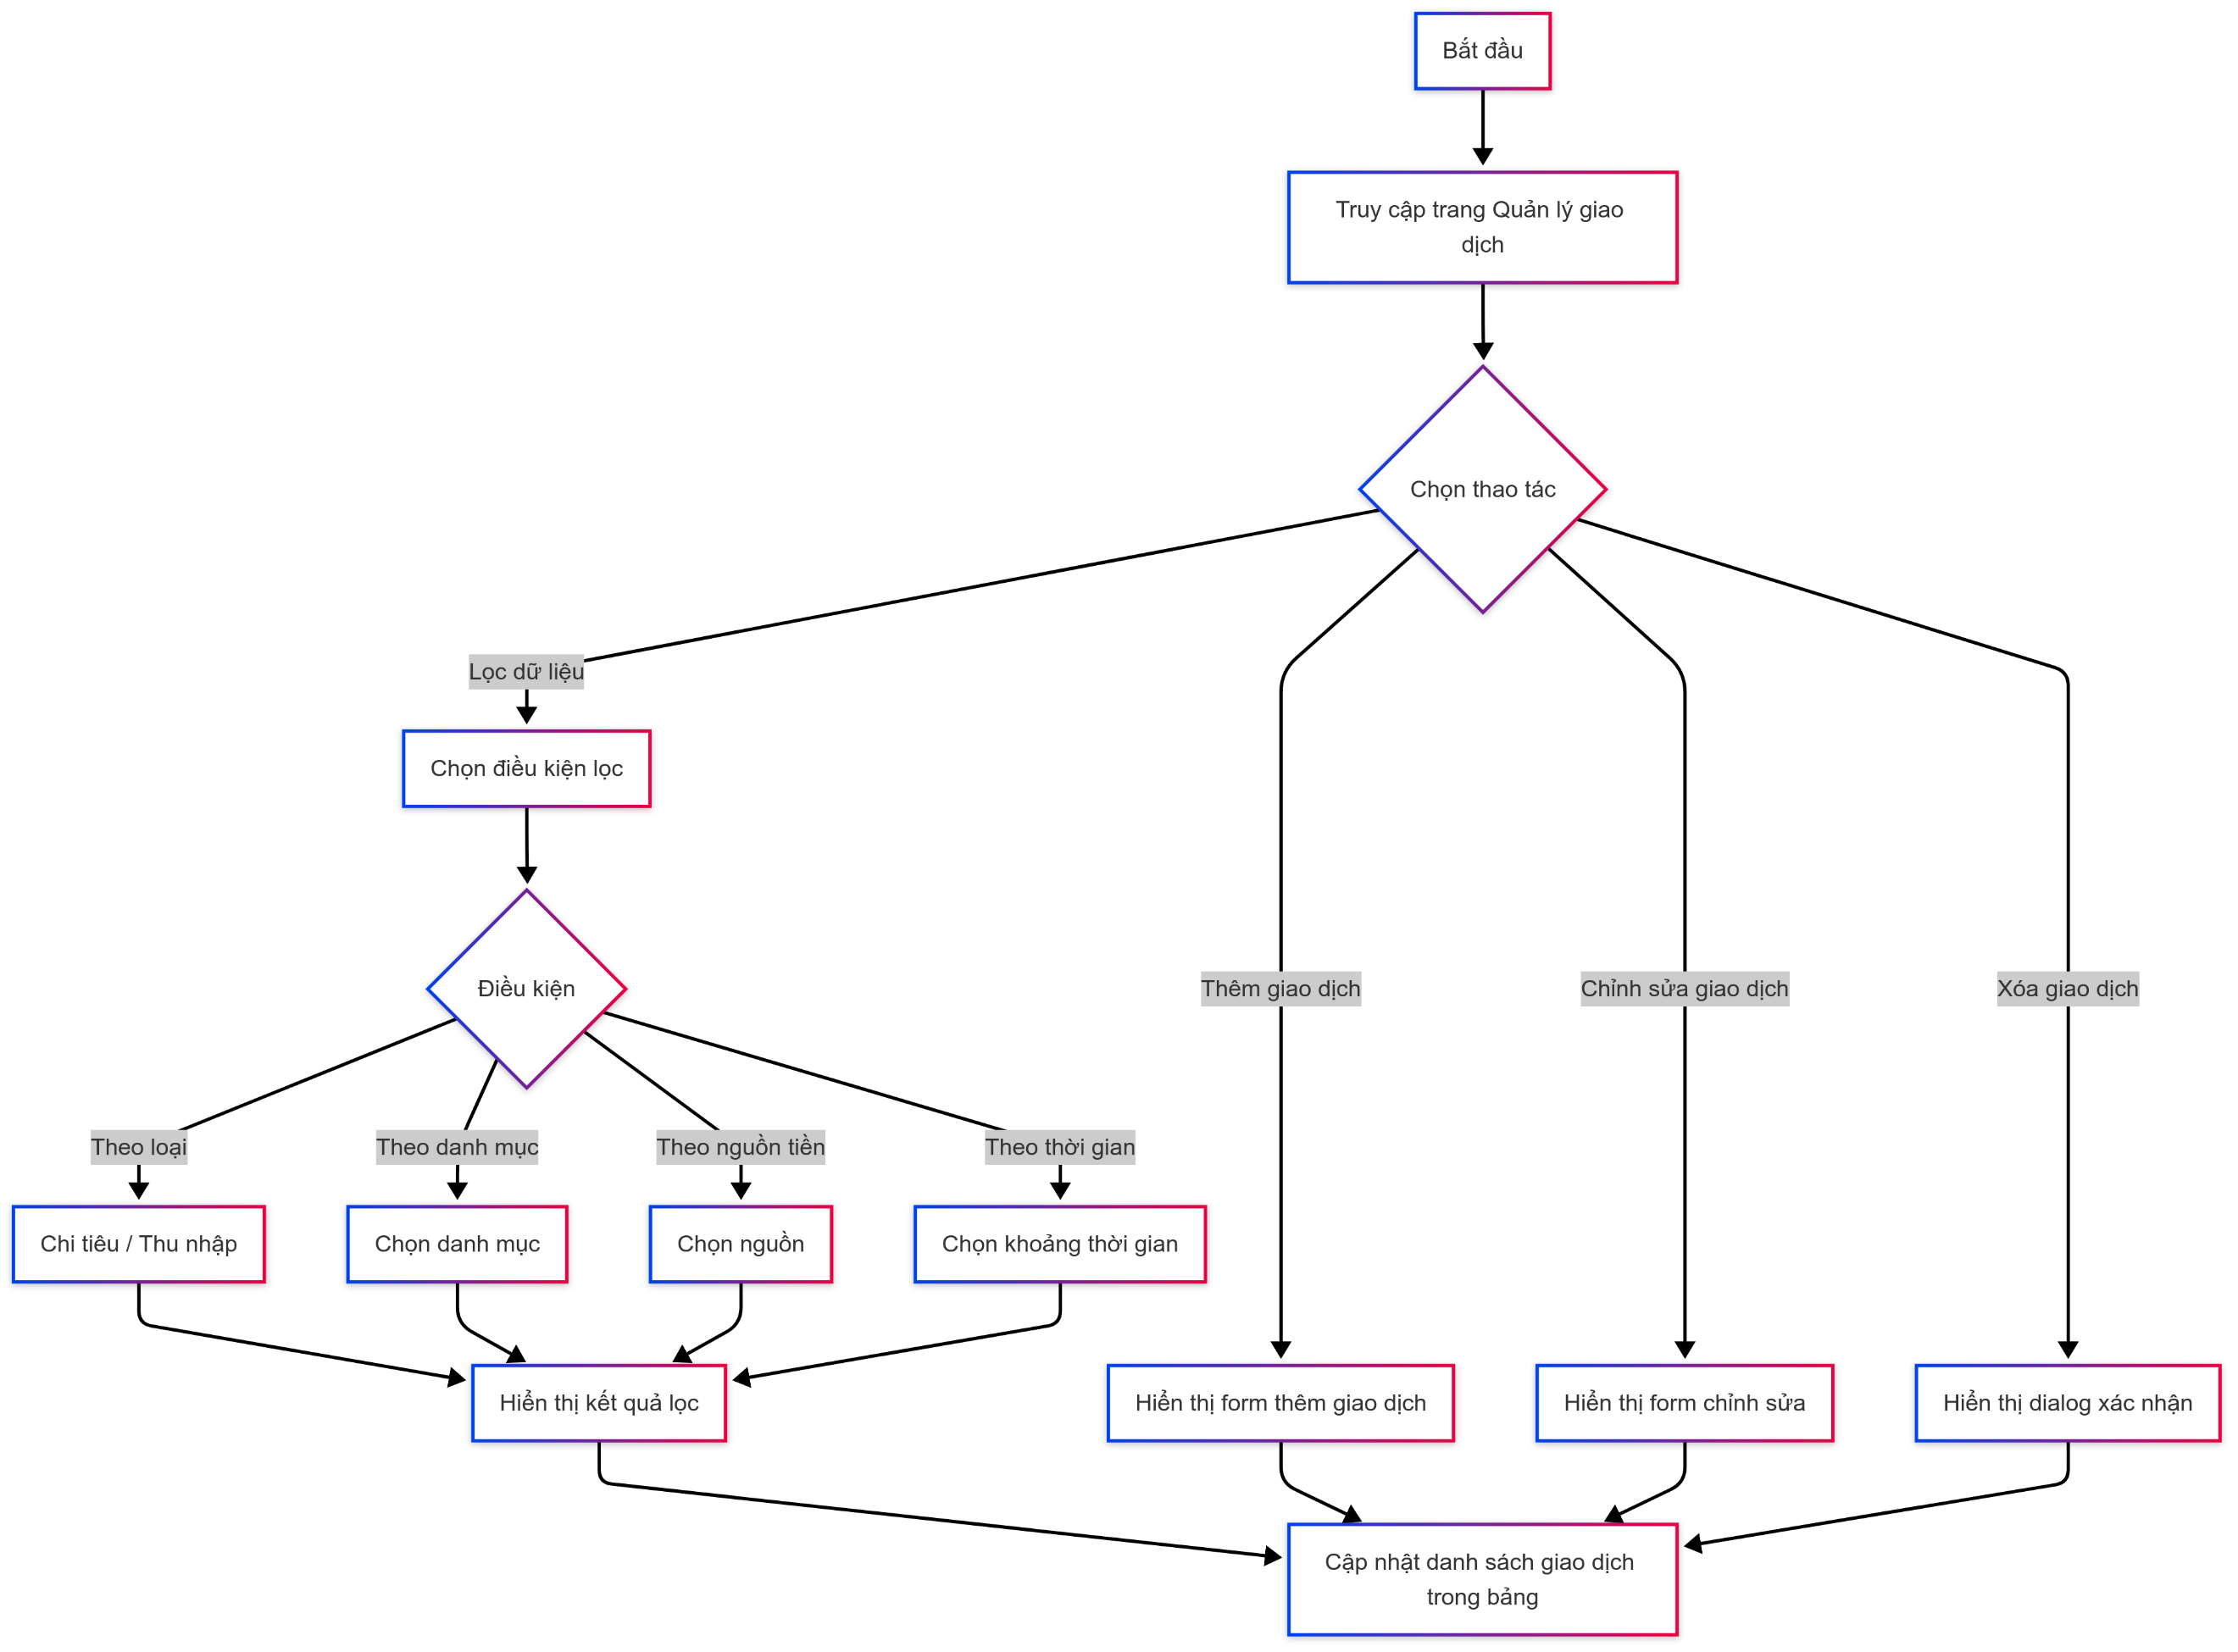 Bắt đầu
Truy cập trang Quản lý giao
dịch
Chọn thao tác
Lọc dữ liệu
Chọn điều kiện lọc
Điều kiện
Thêm giao dịch
Chỉnh sửa giao dịch
Xóa giao dịch
Theo loại
Theo danh mục
Theo nguồn tiền
Theo thời gian
Chi tiêu / Thu nhập
Chọn danh mục
Chọn nguồn
Chọn khoảng thời gian
Hiển thị kết quả lọc
Hiển thị form thêm giao dịch
Hiển thị form chỉnh sửa
Hiển thị dialog xác nhận
Cập nhật danh sách giao dịch
trong bảng